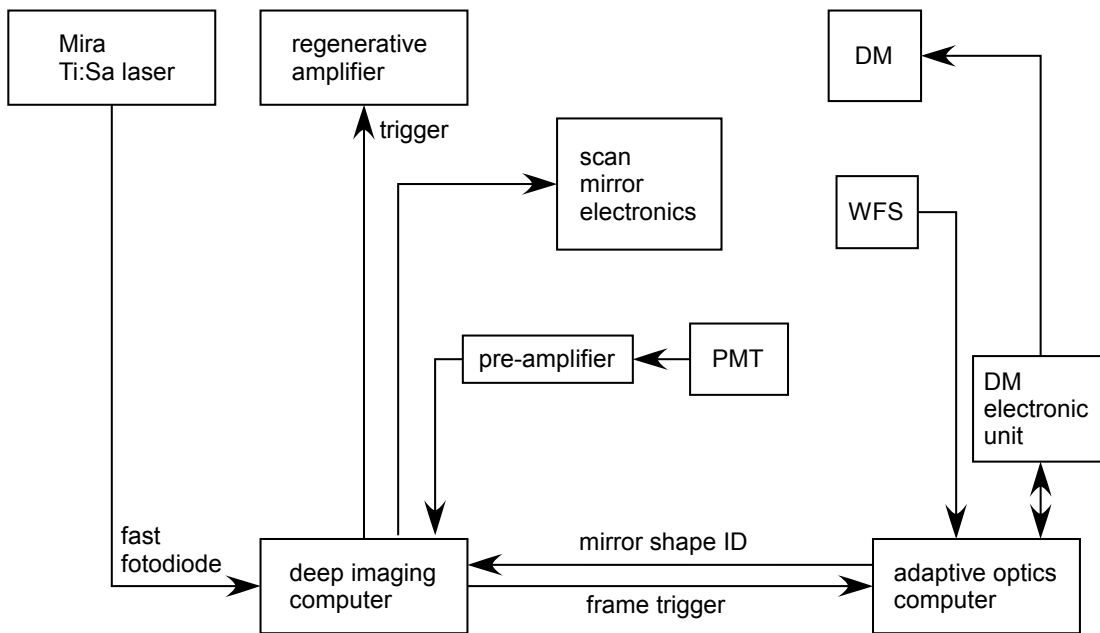 Mira
Ti:Sa laser
regenerative
amplifier
DM
trigger
scan
mirror
electronics
WFS
pre-amplifier
PMT
DM
electronic
unit
fast
fotodiode
mirror shape ID
deep imaging
computer
adaptive optics
computer
frame trigger